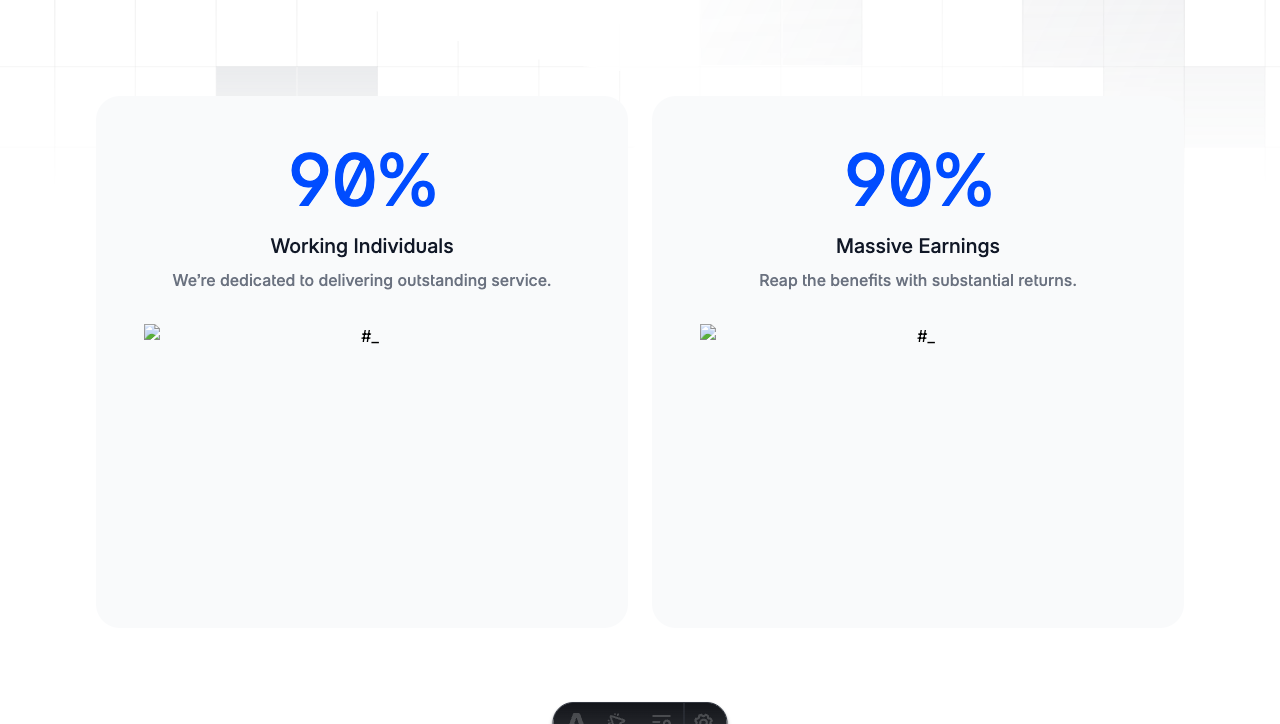 90%
Working Individuals
We're dedicated to delivering outstanding service.
#_
90%
Massive Earnings
Reap the benefits with substantial returns.
#_